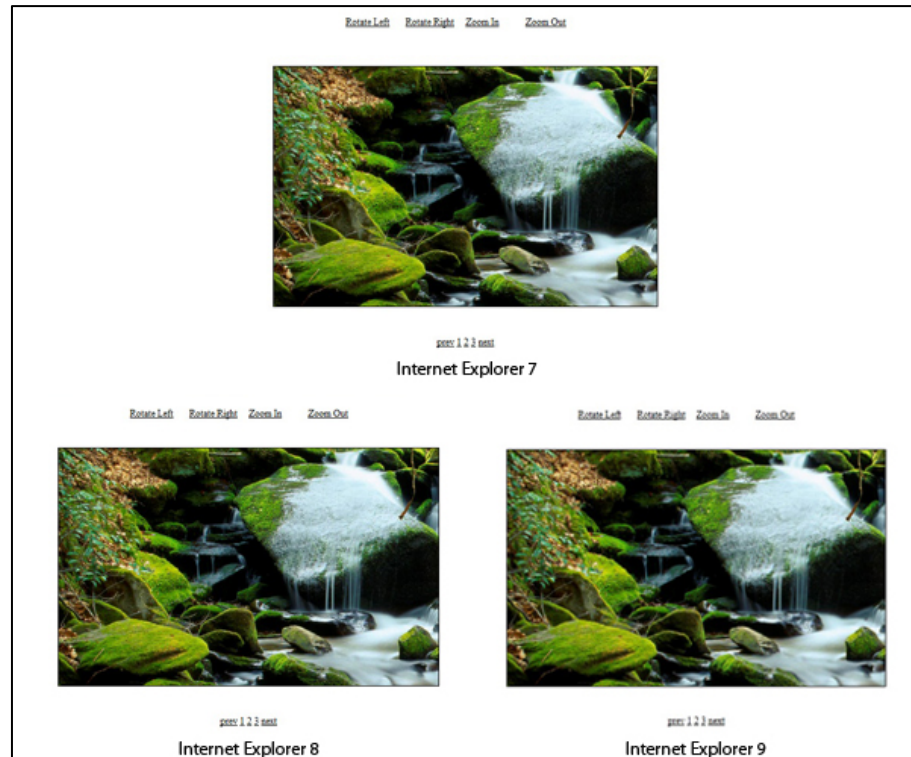 Rotate Left Rotate Right Zoom In Zoom Out
prev 1 2 3 next
Internet Explorer 7
Rotate Left Rotate Right Zoom In Zoom Out
prev 1 2 3 next
Internet Explorer 8
Rotate Left Rotate Right Zoom In Zoom Out
prev 1 2 3 next
Internet Explorer 9